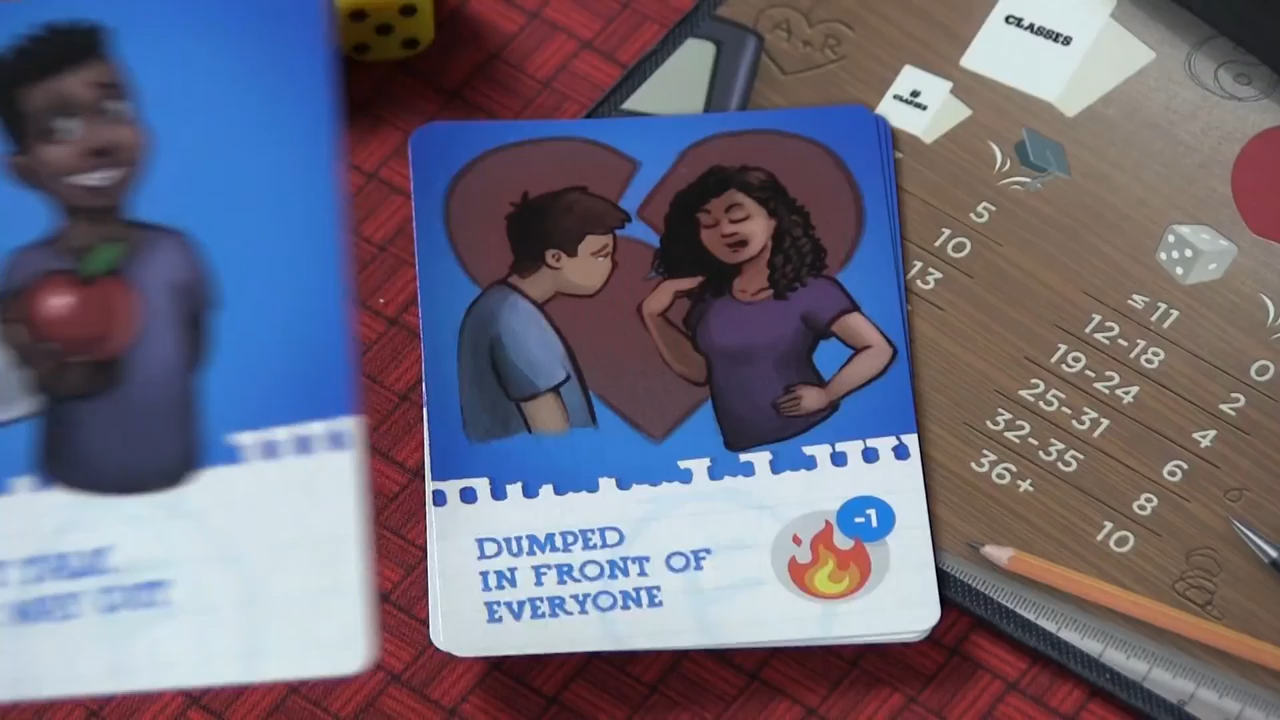 A+R
CLASSES
CLASSES
5
10
13
≤11 0
12-18 2
19-24 4
25-31 6
32-35 8
36+ 10
-1
DUMPED
IN FRONT OF
EVERYONE